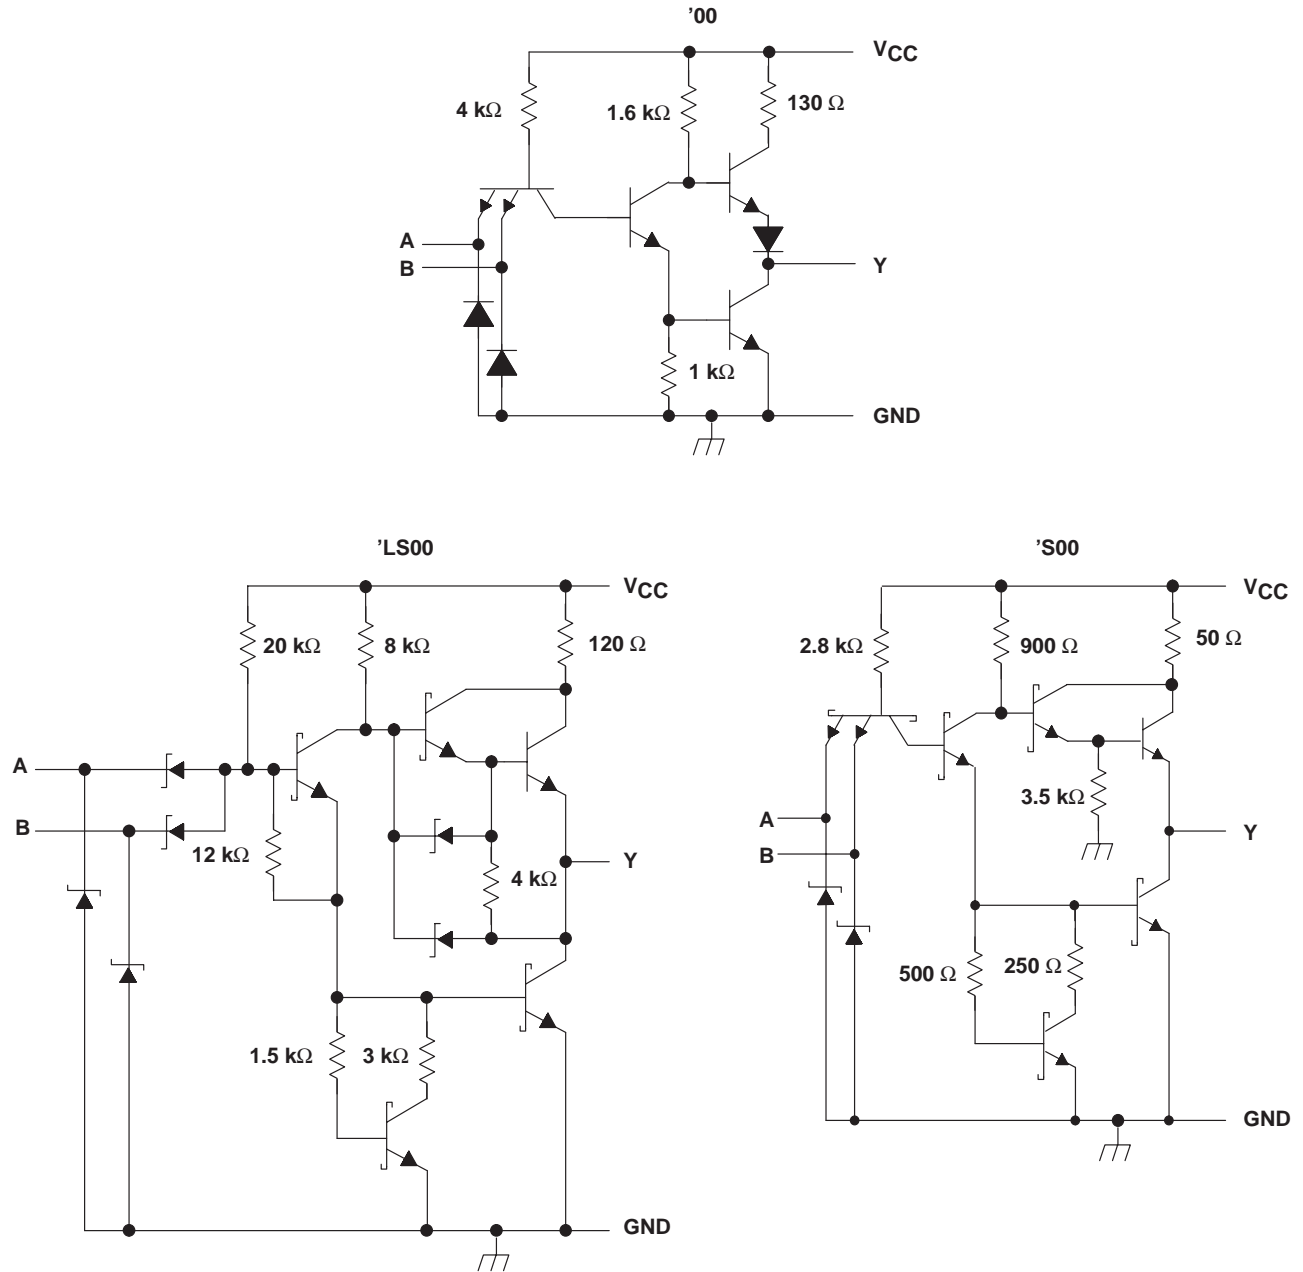 ’00
VCC
4 kΩ
1.6 kΩ
130 Ω
A
B
Y
1 kΩ
GND
’LS00
VCC
20 kΩ
8 kΩ
120 Ω
A
B
12 kΩ
Y
4 kΩ
1.5 kΩ
3 kΩ
GND
’S00
VCC
2.8 kΩ
900 Ω
50 Ω
3.5 kΩ
A
B
Y
500 Ω
250 Ω
GND